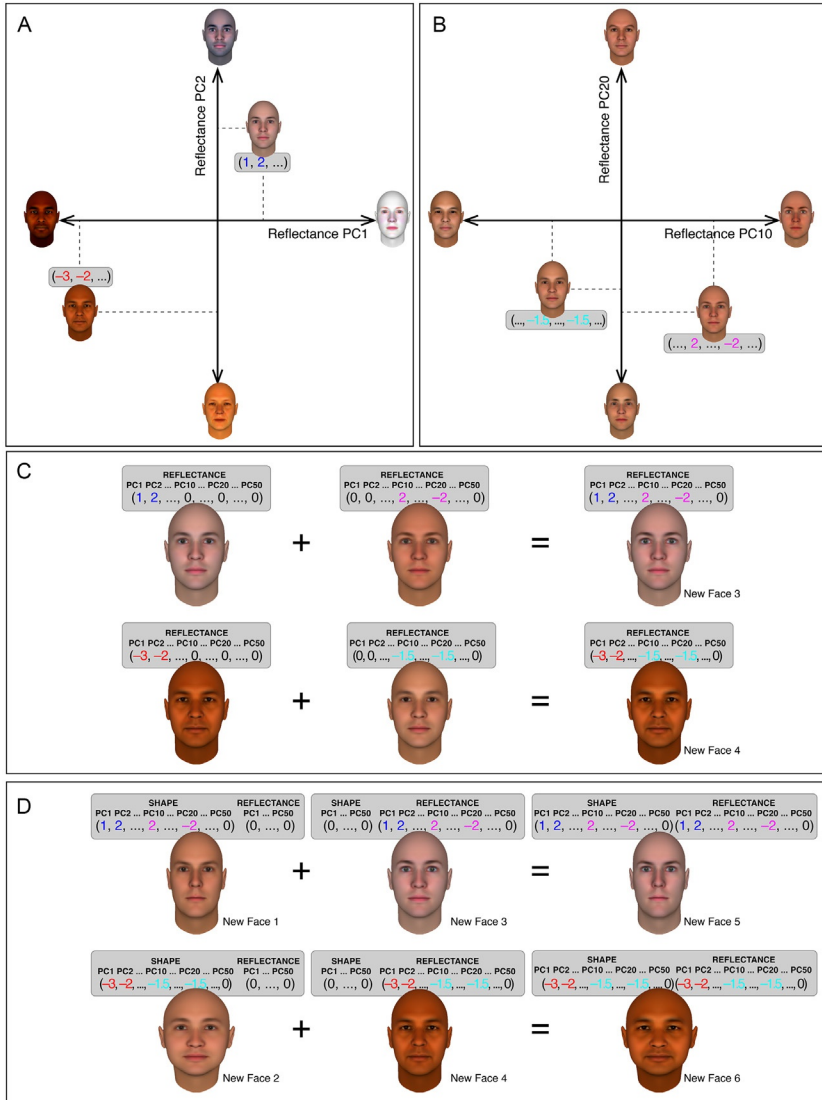 A
Reflectance PC2
(1, 2, ...)
Reflectance PC1
(−3, −2, ...)
B
Reflectance PC20
Reflectance PC10
(..., −1.5, ..., −1.5, ...)
(..., 2, ..., −2, ...)
C
REFLECTANCE
PC1 PC2 ... PC10 ... PC20 ... PC50
(1, 2, ..., 0, ..., 0, ..., 0)
+
REFLECTANCE
PC1 PC2 ... PC10 ... PC20 ... PC50
(0, 0, ..., 2, ..., −2, ..., 0)
=
REFLECTANCE
PC1 PC2 ... PC10 ... PC20 ... PC50
(1, 2, ..., 2, ..., −2, ..., 0)
New Face 3
REFLECTANCE
PC1 PC2 ... PC10 ... PC20 ... PC50
(−3, −2, ..., 0, ..., 0, ..., 0)
+
REFLECTANCE
PC1 PC2 ... PC10 ... PC20 ... PC50
(0, 0, ..., −1.5, ..., −1.5, ..., 0)
=
REFLECTANCE
PC1 PC2 ... PC10 ... PC20 ... PC50
(−3, −2, ..., −1.5, ..., −1.5, ..., 0)
New Face 4
D
SHAPE REFLECTANCE
PC1 PC2 ... PC10 ... PC20 ... PC50 PC1 ... PC50
(1, 2, ..., 2, ..., −2, ..., 0) (0, ..., 0)
New Face 1
+
SHAPE REFLECTANCE
PC1 ... PC50 PC1 PC2 ... PC10 ... PC20 ... PC50
(0, ..., 0) (1, 2, ..., 2, ..., −2, ..., 0)
New Face 3
=
SHAPE REFLECTANCE
PC1 PC2 ... PC10 ... PC20 ... PC50 PC1 PC2 ... PC10 ... PC20 ... PC50
(1, 2, ..., 2, ..., −2, ..., 0) (1, 2, ..., 2, ..., −2, ..., 0)
New Face 5
SHAPE REFLECTANCE
PC1 PC2 ... PC10 ... PC20 ... PC50 PC1 ... PC50
(−3, −2, ..., −1.5, ..., −1.5, ..., 0) (0, ..., 0)
New Face 2
+
SHAPE REFLECTANCE
PC1 ... PC50 PC1 PC2 ... PC10 ... PC20 ... PC50
(0, ..., 0) (−3, −2, ..., −1.5, ..., −1.5, ..., 0)
New Face 4
=
SHAPE REFLECTANCE
PC1 PC2 ... PC10 ... PC20 ... PC50 PC1 PC2 ... PC10 ... PC20 ... PC50
(−3, −2, ..., −1.5, ..., −1.5, ..., 0) (−3, −2, ..., −1.5, ..., −1.5, ..., 0)
New Face 6